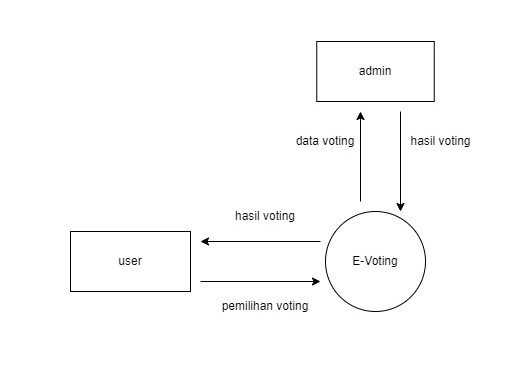 admin
data voting
hasil voting
hasil voting
user
E-Voting
pemilihan voting